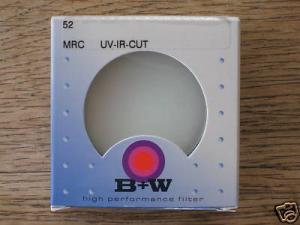 52
MRC UV-IR-CUT
B+W
high performance filter